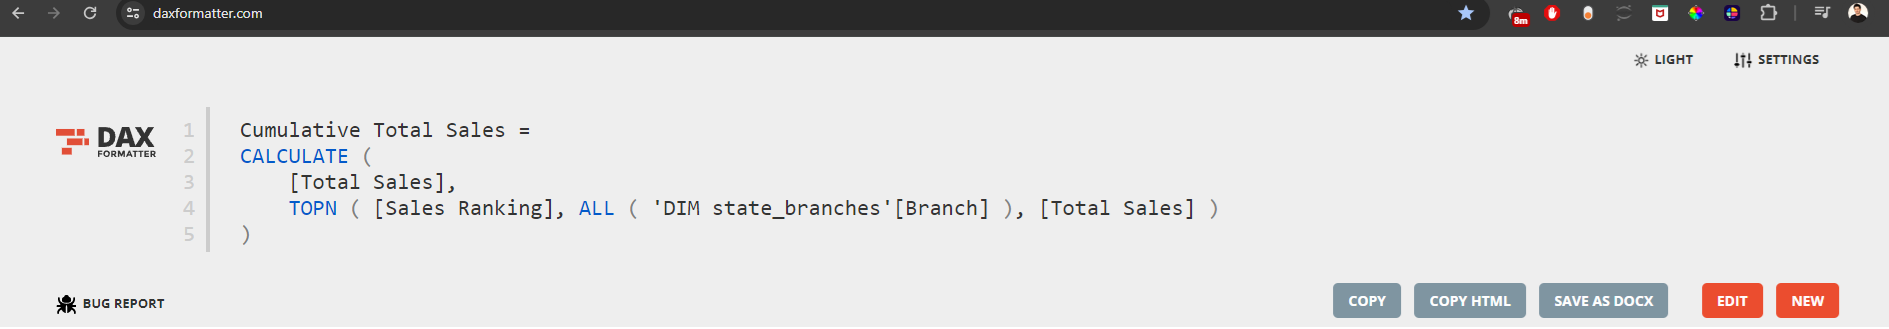 daxformatter.com
8m
LIGHT
SETTINGS
DAX
FORMATTER
1 Cumulative Total Sales =
2 CALCULATE (
3 [Total Sales],
4 TOPN ( [Sales Ranking], ALL ( 'DIM state_branches'[Branch] ), [Total Sales] )
5 )
BUG REPORT
COPY
COPY HTML
SAVE AS DOCX
EDIT
NEW